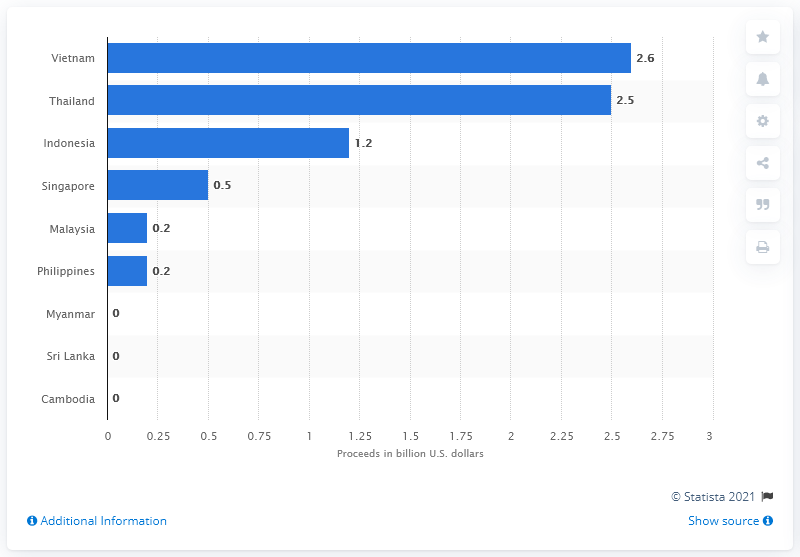 Vietnam 2.6
Thailand 2.5
Indonesia 1.2
Singapore 0.5
Malaysia 0.2
Philippines 0.2
Myanmar 0
Sri Lanka 0
Cambodia 0
0 0.25 0.5 0.75 1 1.25 1.5 1.75 2 2.25 2.5 2.75 3
Proceeds in billion U.S. dollars
© Statista 2021
Additional Information Show source